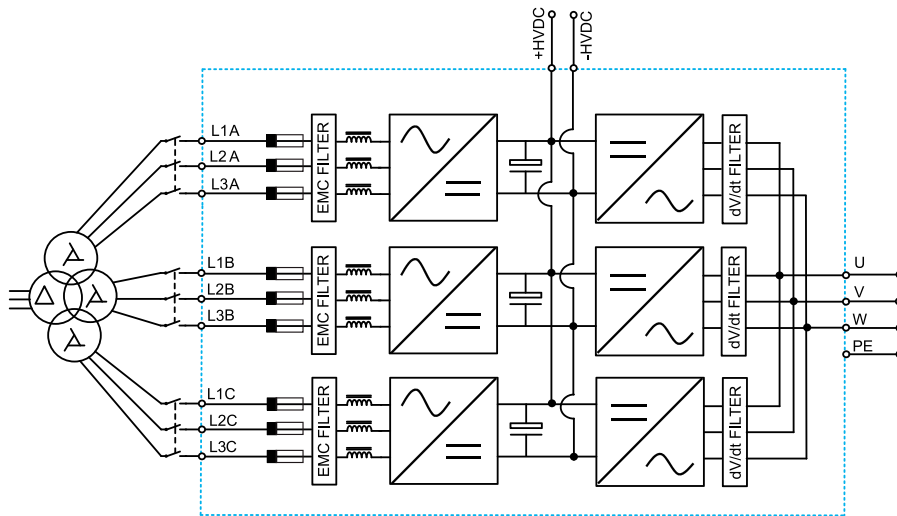 +HVDC
-HVDC
L1A
L2 A
L3A
EMC FILTER
dV/dt FILTER
L1B
L2B
L3B
EMC FILTER
dV/dt FILTER
U
V
W
PE
L1C
L2C
L3C
EMC FILTER
dV/dt FILTER